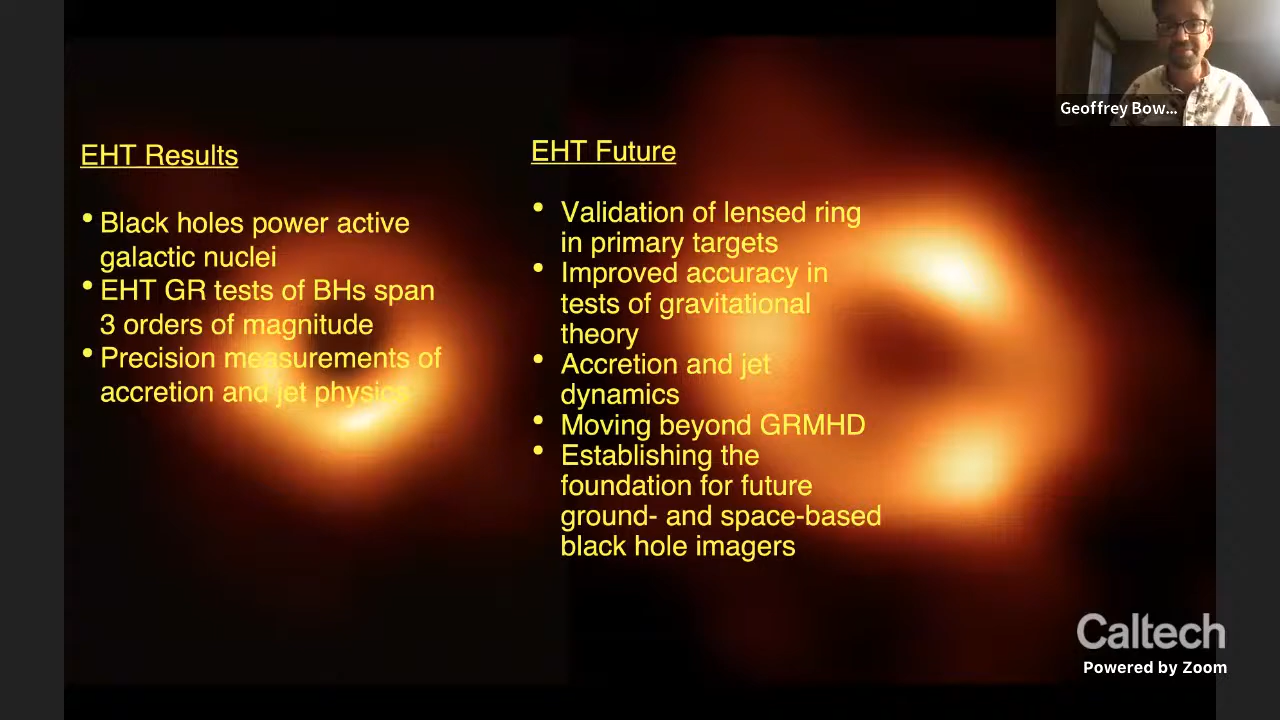 Geoffrey Bow...
EHT Results
• Black holes power active
galactic nuclei
• EHT GR tests of BHs span
3 orders of magnitude
• Precision measurements of
accretion and jet physics
EHT Future
• Validation of lensed ring
in primary targets
• Improved accuracy in
tests of gravitational
theory
• Accretion and jet
dynamics
• Moving beyond GRMHD
• Establishing the
foundation for future
ground- and space-based
black hole imagers
Caltech
Powered by Zoom